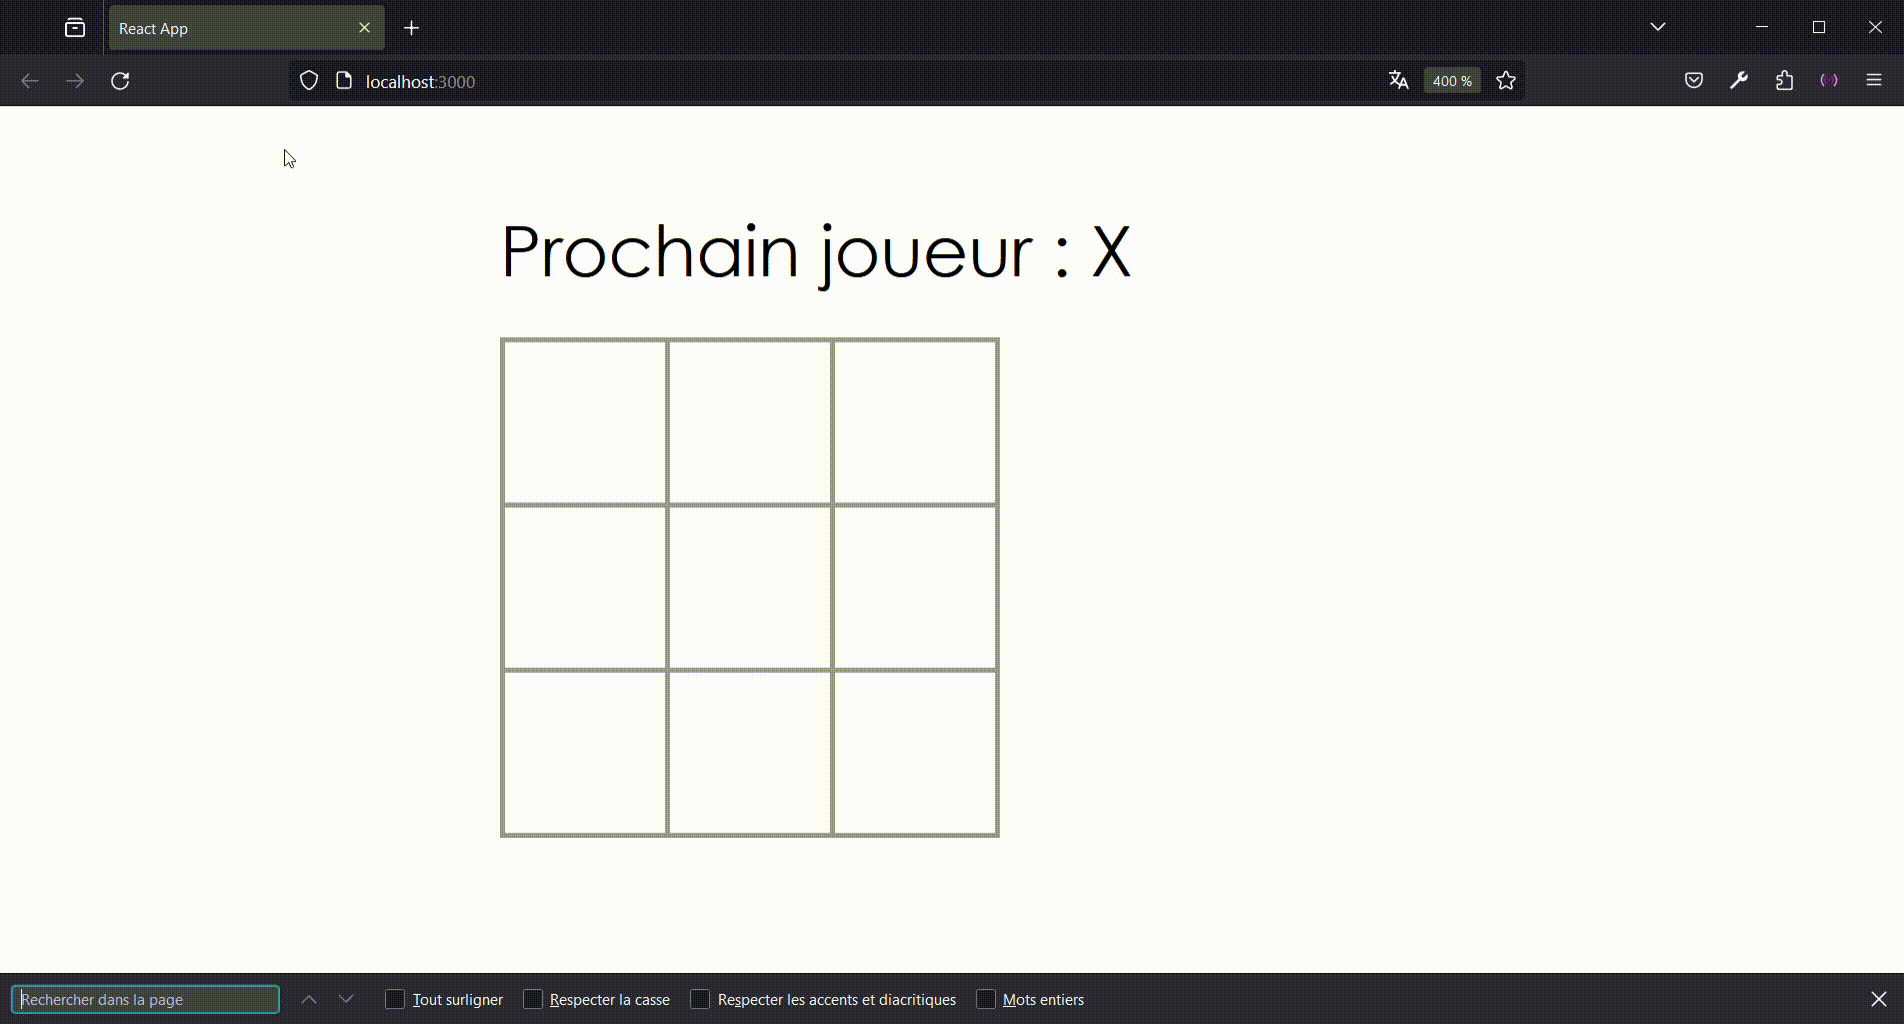 React App
localhost:3000
400 %
Prochain joueur : X
Rechercher dans la page
Tout surligner
Respecter la casse
Respecter les accents et diacritiques
Mots entiers